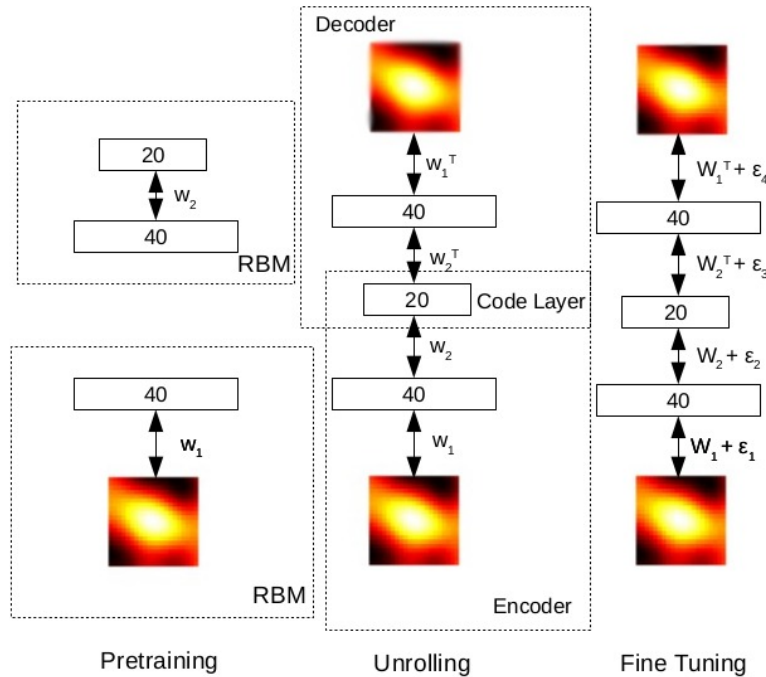 20
w₂
40
RBM
40
w₁
RBM
Pretraining
Decoder
w₁ᵀ
40
w₂ᵀ
20
Code Layer
w₂
40
w₁
Encoder
Unrolling
W₁ᵀ + ε₄
40
W₂ᵀ + ε₃
20
W₂ + ε₂
40
W₁ + ε₁
Fine Tuning